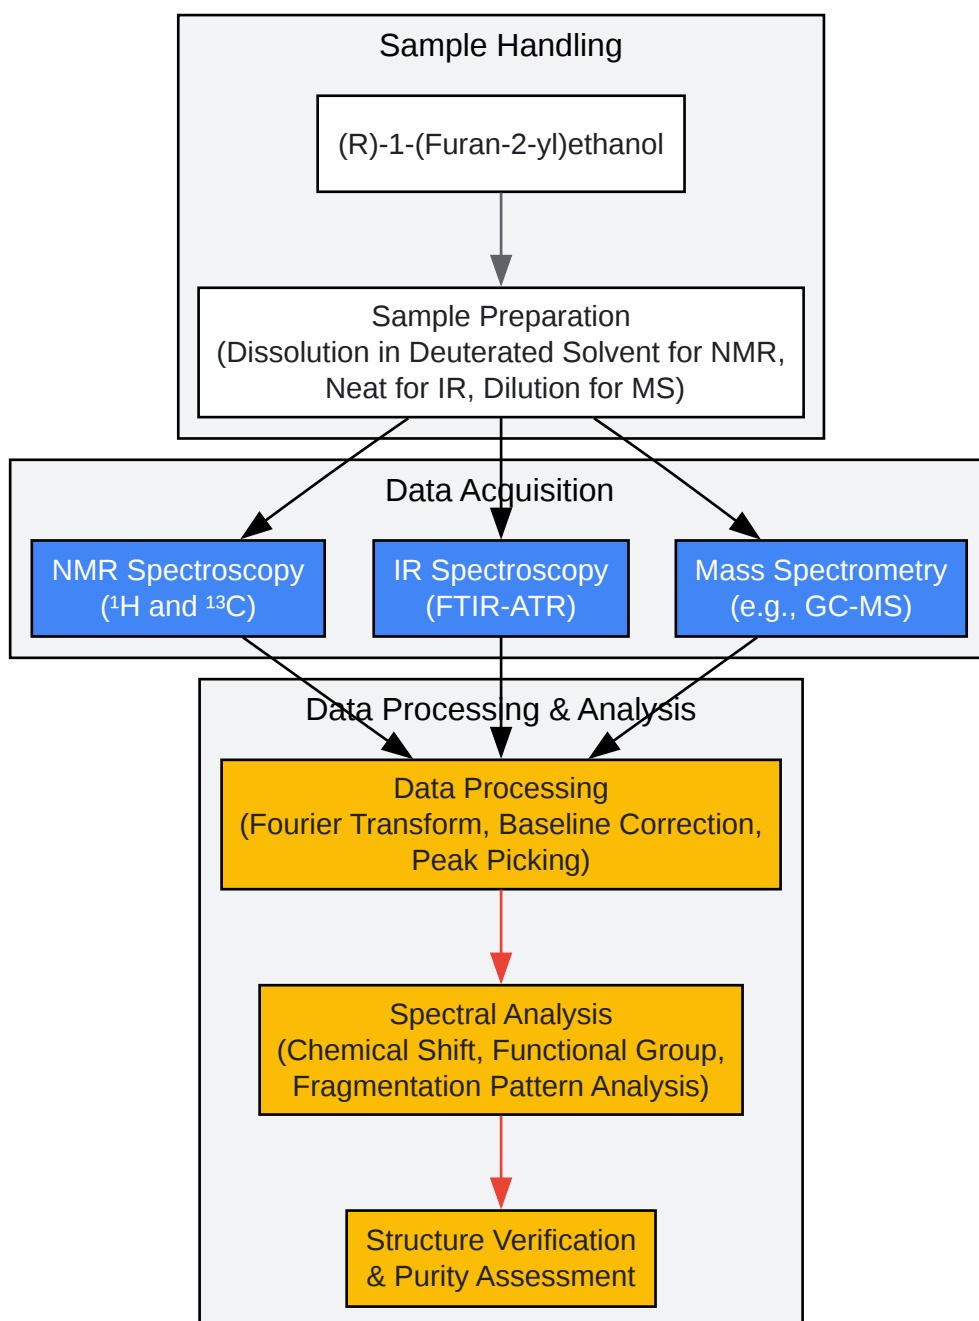 Sample Handling
(R)-1-(Furan-2-yl)ethanol
Sample Preparation
(Dissolution in Deuterated Solvent for NMR,
Neat for IR, Dilution for MS)
Data Acquisition
NMR Spectroscopy
(¹H and ¹³C)
IR Spectroscopy
(FTIR-ATR)
Mass Spectrometry
(e.g., GC-MS)
Data Processing & Analysis
Data Processing
(Fourier Transform, Baseline Correction,
Peak Picking)
Spectral Analysis
(Chemical Shift, Functional Group,
Fragmentation Pattern Analysis)
Structure Verification
& Purity Assessment